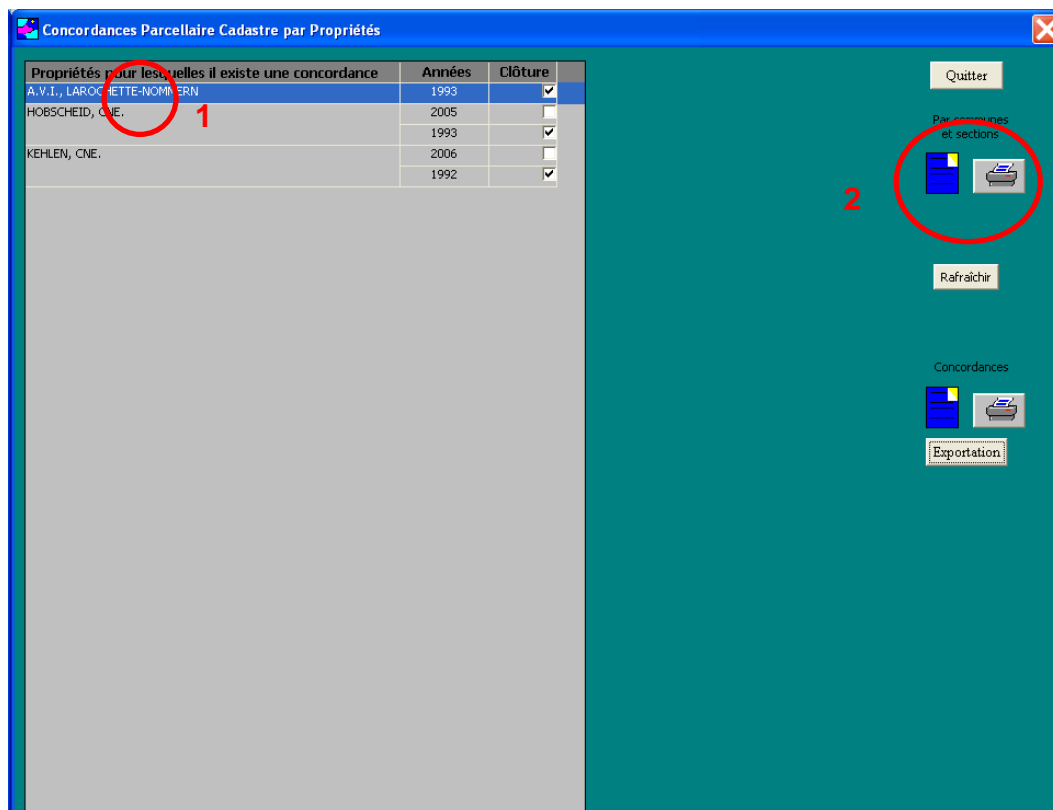 Concordances Parcellaire Cadastre par Propriétés
Propriétés pour lesquelles il existe une concordance Années Clôture
A.V.I., LAROCHETTE-NOMMERN 1993
HOBSCHEID, CNE. 2005
1993
KEHLEN, CNE. 2006
1992
1
Quitter
Par communes
et sections
2
Rafraîchir
Concordances
Exportation